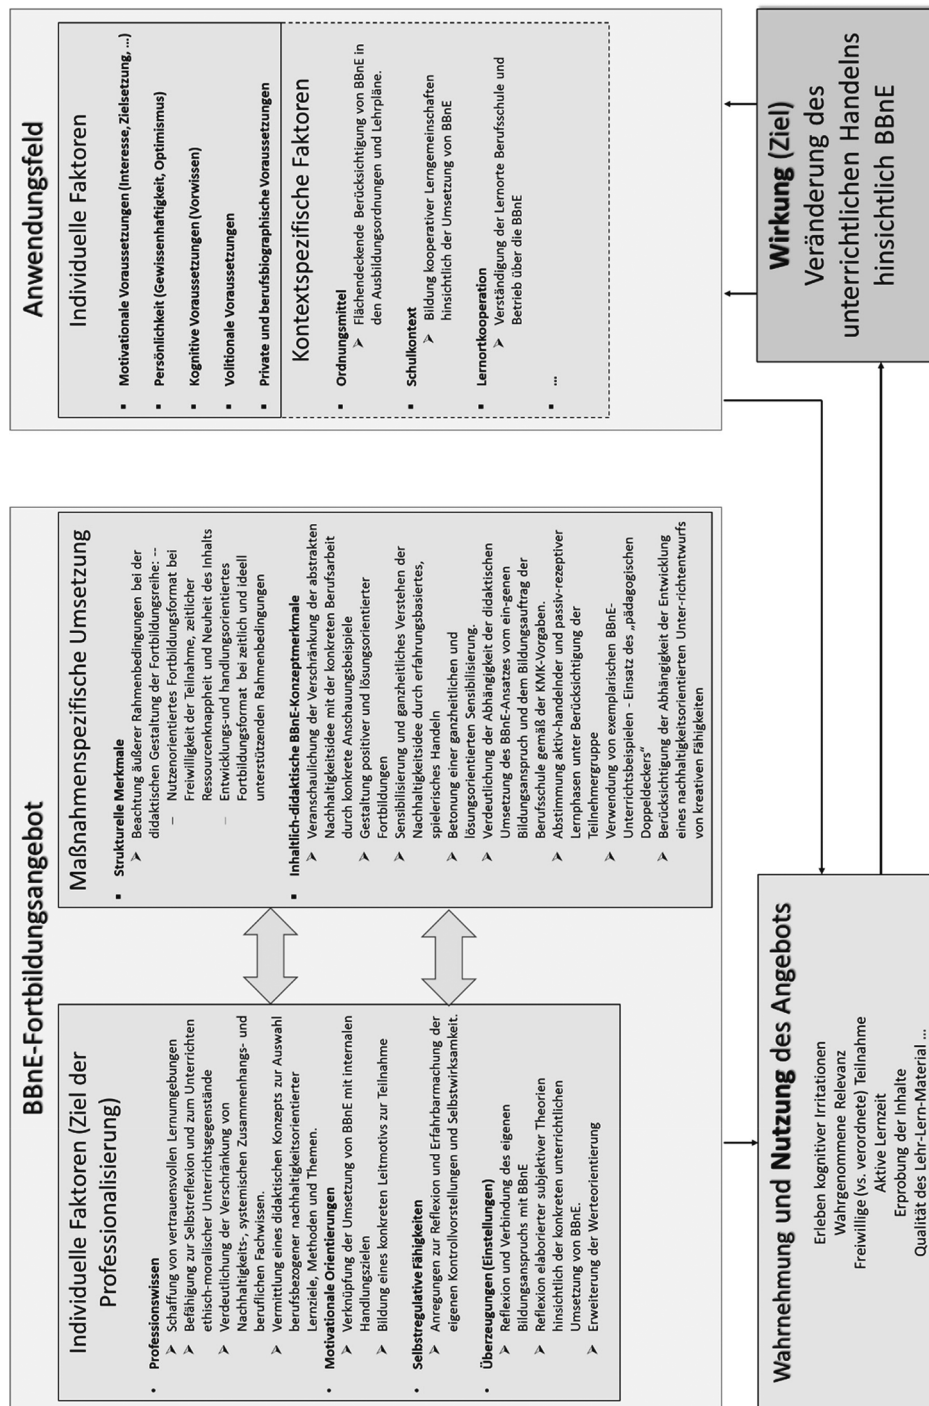 BBnE-Fortbildungsangebot
Individuelle Faktoren (Ziel der
Professionalisierung)
• Professionswissen
➢ Schaffung von vertrauensvollen Lernumgebungen
➢ Befähigung zur Selbstreflexion und zum Unterrichten
ethisch-moralischer Unterrichtsgegenstände
➢ Verdeutlichung der Verschränkung von
Nachhaltigkeits-, systemischen Zusammenhangs- und
beruflichen Fachwissen.
➢ Vermittlung eines didaktischen Konzepts zur Auswahl
berufsbezogener nachhaltigkeitsorientierter
Lernziele, Methoden und Themen.
• Motivationale Orientierungen
➢ Verknüpfung der Umsetzung von BBnE mit internalen
Handlungszielen
➢ Bildung eines konkreten Leitmotivs zur Teilnahme
• Selbstregulative Fähigkeiten
➢ Anregungen zur Reflexion und Erfahrbarmachung der
eigenen Kontrollvorstellungen und Selbstwirksamkeit.
• Überzeugungen (Einstellungen)
➢ Reflexion und Verbindung des eigenen
Bildungsanspruchs mit BBnE
➢ Reflexion elaborierter subjektiver Theorien
hinsichtlich der konkreten unterrichtlichen
Umsetzung von BBnE.
➢ Erweiterung der Werteorientierung
Maßnahmenspezifische Umsetzung
▪ Strukturelle Merkmale
➢ Beachtung äußerer Rahmenbedingungen bei der
didaktischen Gestaltung der Fortbildungsreihe: --
– Nutzenorientiertes Fortbildungsformat bei
Freiwilligkeit der Teilnahme, zeitlicher
Ressourcenknappheit und Neuheit des Inhalts
– Entwicklungs-und handlungsorientiertes
Fortbildungsformat bei zeitlich und ideell
unterstützenden Rahmenbedingungen
▪ Inhaltlich-didaktische BBnE-Konzeptmerkmale
➢ Veranschaulichung der Verschränkung der abstrakten
Nachhaltigkeitsidee mit der konkreten Berufsarbeit
durch konkrete Anschauungsbeispiele
➢ Gestaltung positiver und lösungsorientierter
Fortbildungen
➢ Sensibilisierung und ganzheitliches Verstehen der
Nachhaltigkeitsidee durch erfahrungsbasiertes,
spielerisches Handeln
➢ Betonung einer ganzheitlichen und
lösungsorientierten Sensibilisierung.
➢ Verdeutlichung der Abhängigkeit der didaktischen
Umsetzung des BBnE-Ansatzes vom ein-genen
Bildungsanspruch und dem Bildungsauftrag der
Berufsschule gemäß der KMK-Vorgaben.
➢ Abstimmung aktiv-handelnder und passiv-rezeptiver
Lernphasen unter Berücksichtigung der
Teilnehmergruppe
➢ Verwendung von exemplarischen BBnE-
Unterrichtsbeispielen - Einsatz des „pädagogischen
Doppeldeckers“
➢ Berücksichtigung der Abhängigkeit der Entwicklung
eines nachhaltigkeitsorientierten Unter-richtentwurfs
von kreativen Fähigkeiten
Anwendungsfeld
Individuelle Faktoren
▪ Motivationale Voraussetzungen (Interesse, Zielsetzung, …)
▪ Persönlichkeit (Gewissenhaftigkeit, Optimismus)
▪ Kognitive Voraussetzungen (Vorwissen)
▪ Volitionale Voraussetzungen
▪ Private und berufsbiographische Voraussetzungen
Kontextspezifische Faktoren
▪ Ordnungsmittel
➢ Flächendeckende Berücksichtigung von BBnE in
den Ausbildungsordnungen und Lehrpläne.
▪ Schulkontext
➢ Bildung kooperativer Lerngemeinschaften
hinsichtlich der Umsetzung von BBnE
▪ Lernortkooperation
➢ Verständigung der Lernorte Berufsschule und
Betrieb über die BBnE
▪ …
Wahrnehmung und Nutzung des Angebots
Erleben kognitiver Irritationen
Wahrgenommene Relevanz
Freiwillige (vs. verordnete) Teilnahme
Aktive Lernzeit
Erprobung der Inhalte
Qualität des Lehr-Lern-Material …
Wirkung (Ziel)
Veränderung des
unterrichtlichen Handelns
hinsichtlich BBnE